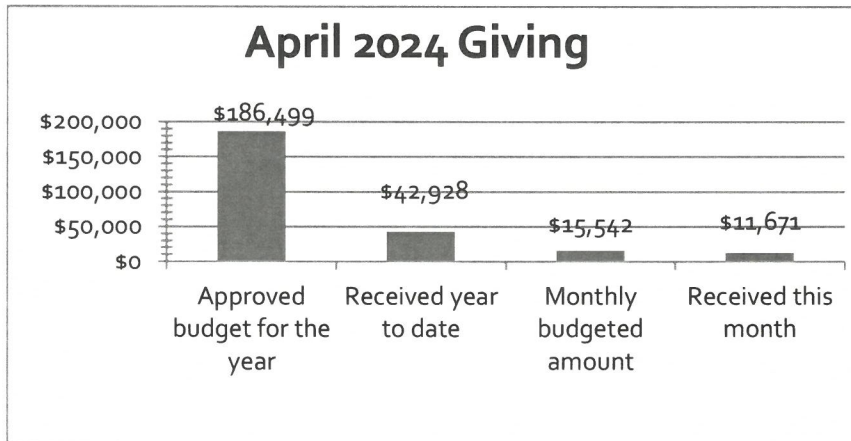 April 2024 Giving
$186,499
$200,000
$150,000
$42,928
$100,000
$50,000
$15,542
$11,671
$0
Approved
budget for the
year
Received year
to date
Monthly
budgeted
amount
Received this
month